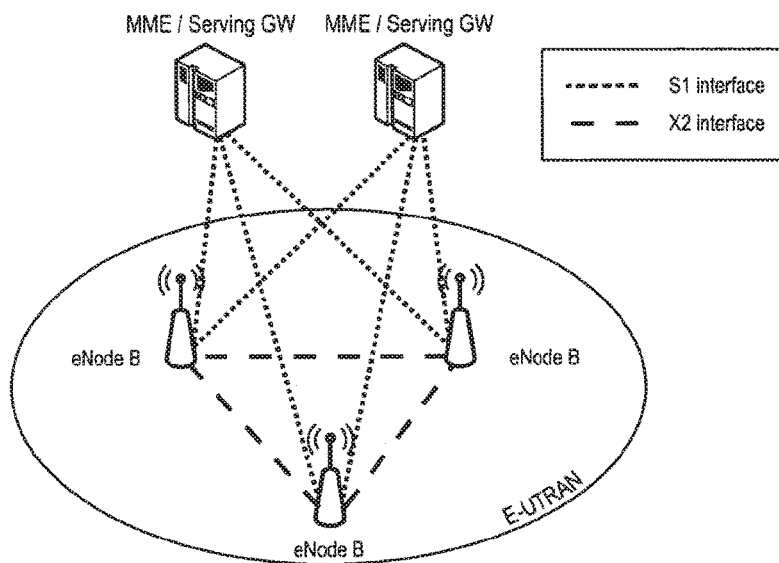 MME / Serving GW MME / Serving GW
S1 interface
X2 interface
eNode B eNode B
eNode B
E-UTRAN